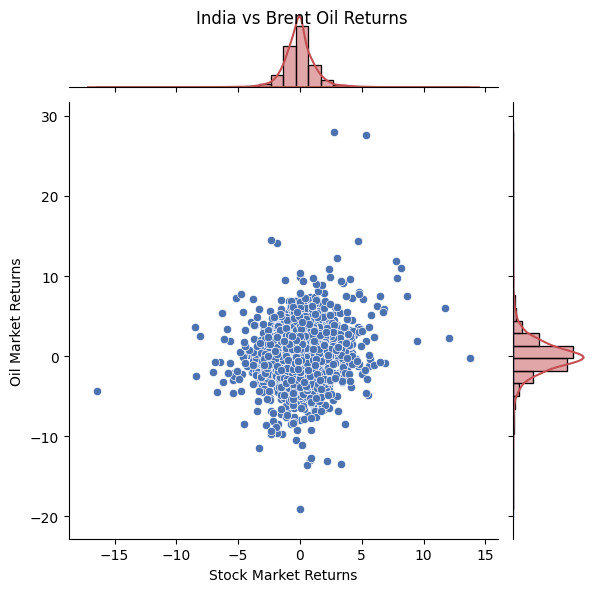 India vs Brent Oil Returns
30
20
10
0
−10
−20
Oil Market Returns
−15 −10 −5 0 5 10 15
Stock Market Returns